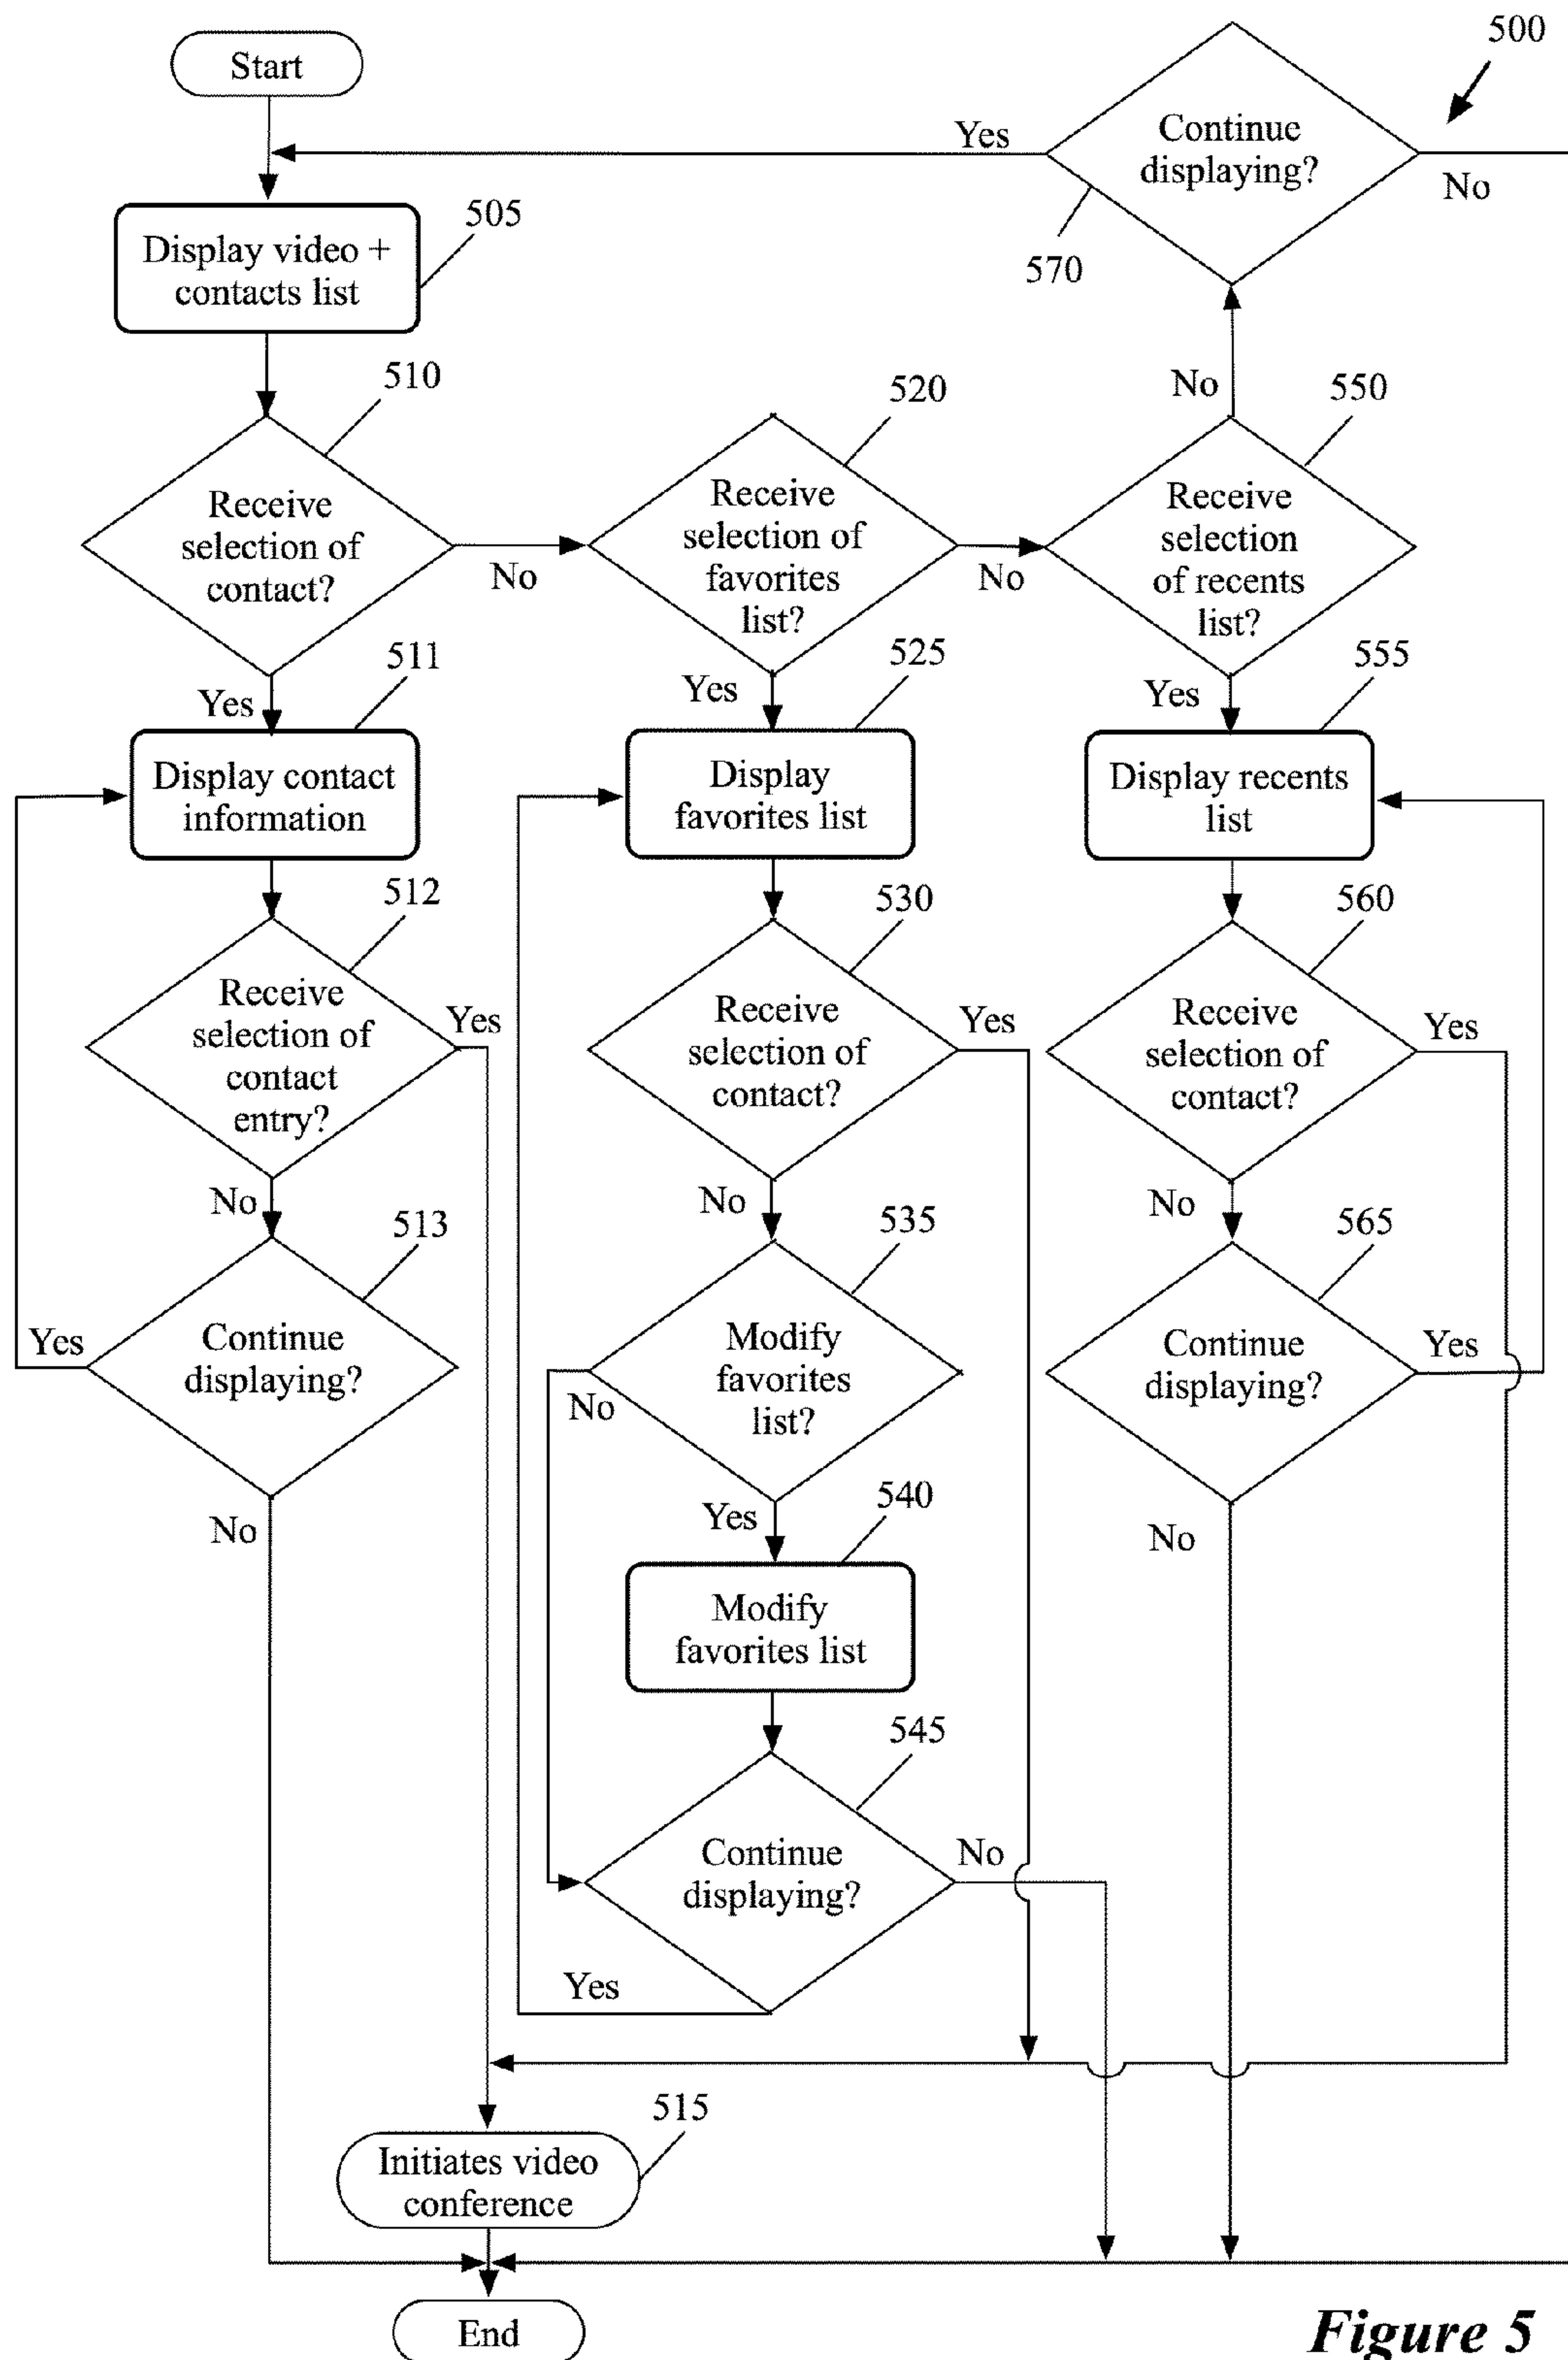 500
Start
Continue
displaying?
Yes
No
570
505
Display video +
contacts list
510
520
550
No
Receive
selection of
contact?
No
Receive
selection of
favorites
list?
No
Receive
selection
of recents
list?
511
525
555
Yes
Yes
Yes
Display contact
information
Display
favorites list
Display recents
list
512
530
560
Receive
selection of
contact
entry?
Yes
Receive
selection of
contact?
Yes
Receive
selection of
contact?
Yes
No
No
No
513
535
565
Yes
Continue
displaying?
No
Modify
favorites
list?
Continue
displaying?
Yes
No
Yes
No
540
Modify
favorites list
545
Continue
displaying?
No
Yes
515
Initiates video
conference
End
Figure 5